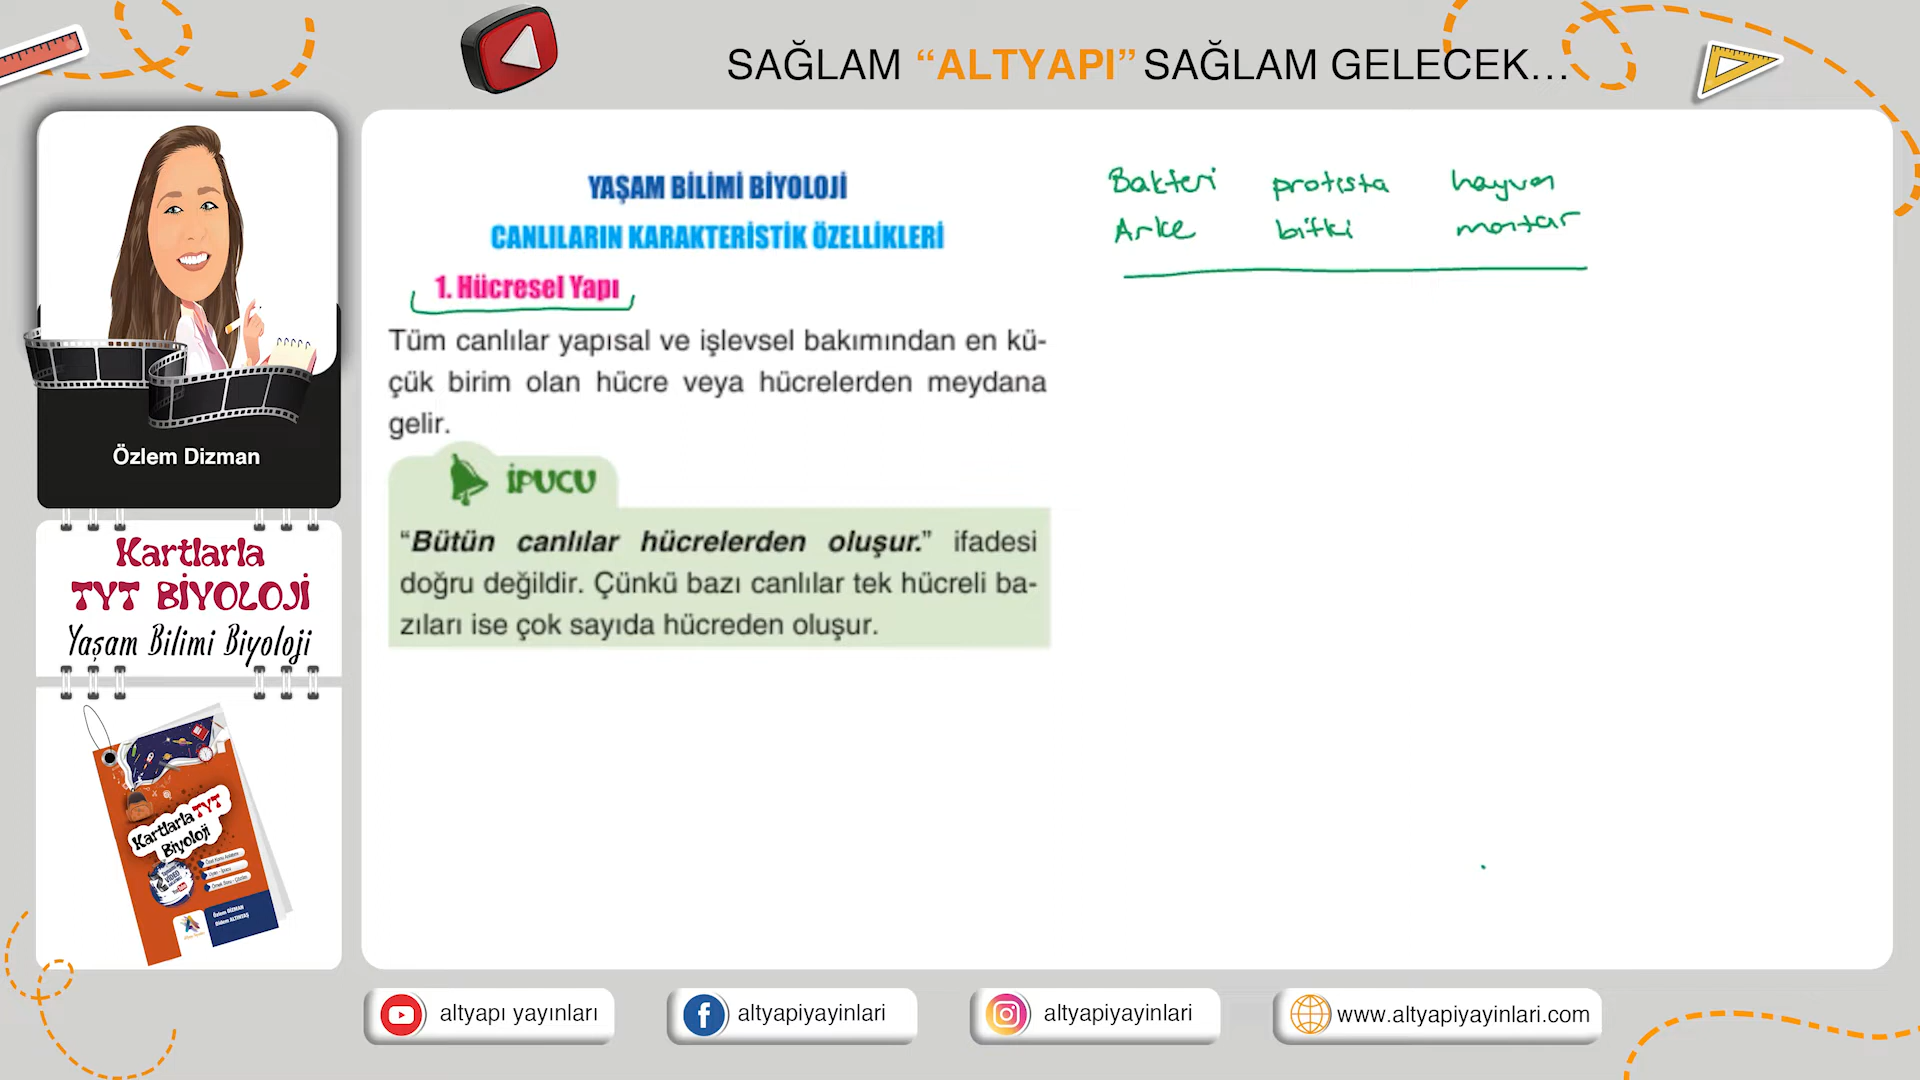 SAĞLAM “ALTYAPI” SAĞLAM GELECEK...
Özlem Dizman
Kartlarla
TYT BİYOLOJİ
Yaşam Bilimi Biyoloji
Kartlarla TYT
Biyoloji
YAŞAM BİLİMİ BİYOLOJİ
CANLILARIN KARAKTERİSTİK ÖZELLİKLERİ
1. Hücresel Yapı
Tüm canlılar yapısal ve işlevsel bakımından en kü-
çük birim olan hücre veya hücrelerden meydana
gelir.
İPUCU
“Bütün canlılar hücrelerden oluşur.” ifadesi
doğru değildir. Çünkü bazı canlılar tek hücreli ba-
zıları ise çok sayıda hücreden oluşur.
Bakteri protista hayvan
Arke bitki mantar
altyapı yayınları
altyapiyayinlari
altyapiyayinlari
www.altyapiyayinlari.com